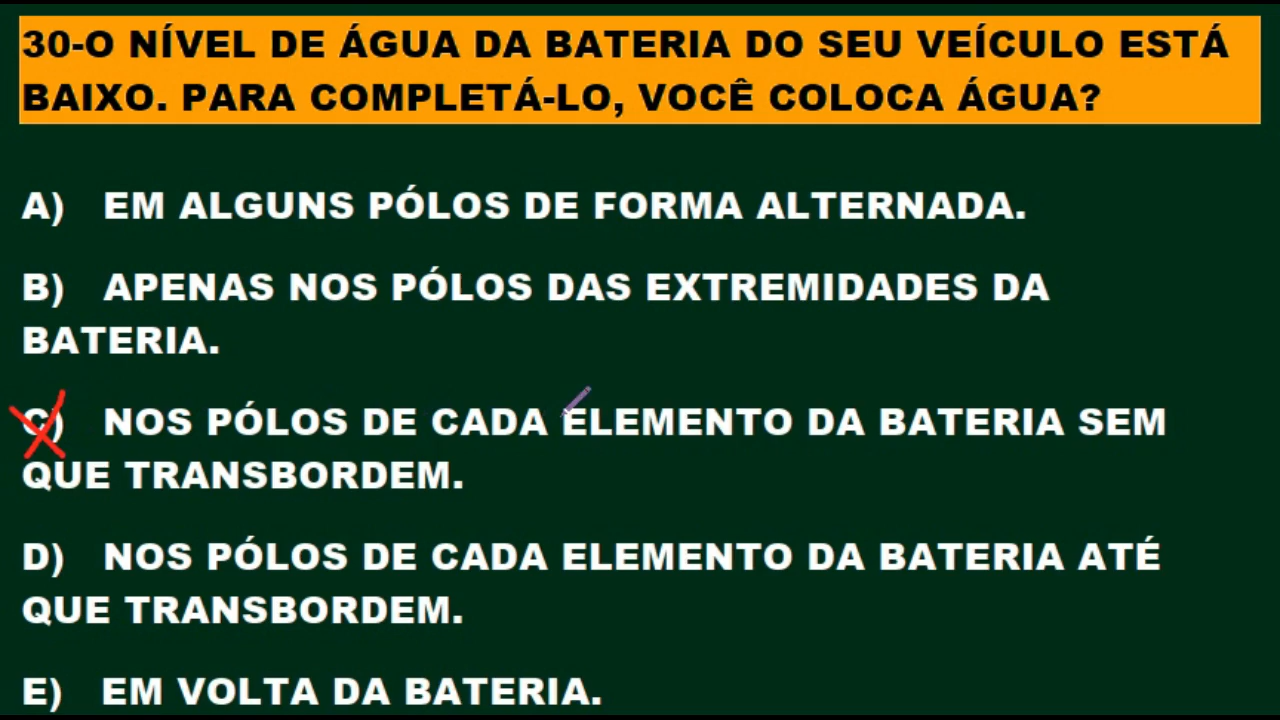 30-O NÍVEL DE ÁGUA DA BATERIA DO SEU VEÍCULO ESTÁ
BAIXO. PARA COMPLETÁ-LO, VOCÊ COLOCA ÁGUA?
A) EM ALGUNS PÓLOS DE FORMA ALTERNADA.
B) APENAS NOS PÓLOS DAS EXTREMIDADES DA
BATERIA.
C) NOS PÓLOS DE CADA ELEMENTO DA BATERIA SEM
QUE TRANSBORDEM.
D) NOS PÓLOS DE CADA ELEMENTO DA BATERIA ATÉ
QUE TRANSBORDEM.
E) EM VOLTA DA BATERIA.